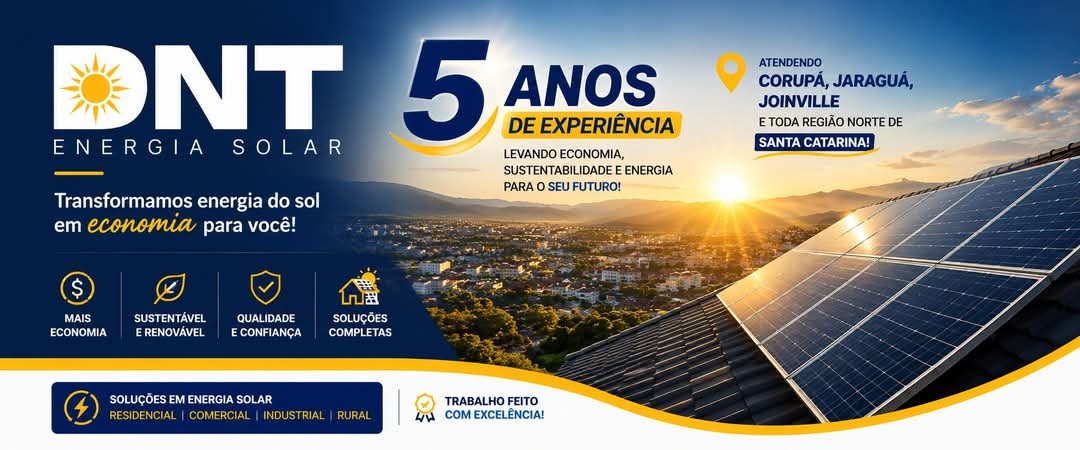 DNT
ENERGIA SOLAR
Transformamos energia do sol
em economia para você!
MAIS
ECONOMIA
SUSTENTÁVEL
E RENOVÁVEL
QUALIDADE
E CONFIANÇA
SOLUÇÕES
COMPLETAS
5 ANOS
DE EXPERIÊNCIA
LEVANDO ECONOMIA,
SUSTENTABILIDADE E ENERGIA
PARA O SEU FUTURO!
ATENDENDO
CORUPÁ, JARAGUÁ,
JOINVILLE
E TODA REGIÃO NORTE DE
SANTA CATARINA!
SOLUÇÕES EM ENERGIA SOLAR
RESIDENCIAL | COMERCIAL | INDUSTRIAL | RURAL
TRABALHO FEITO
COM EXCELÊNCIA!